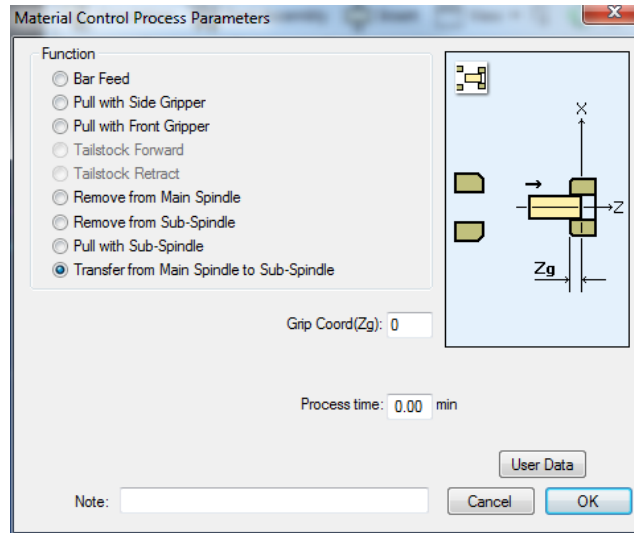 Material Control Process Parameters
Function
Bar Feed
Pull with Side Gripper
Pull with Front Gripper
Tailstock Forward
Tailstock Retract
Remove from Main Spindle
Remove from Sub-Spindle
Pull with Sub-Spindle
Transfer from Main Spindle to Sub-Spindle
X
Z
Zg
Grip Coord(Zg): 0
Process time: 0.00 min
User Data
Note:
Cancel OK